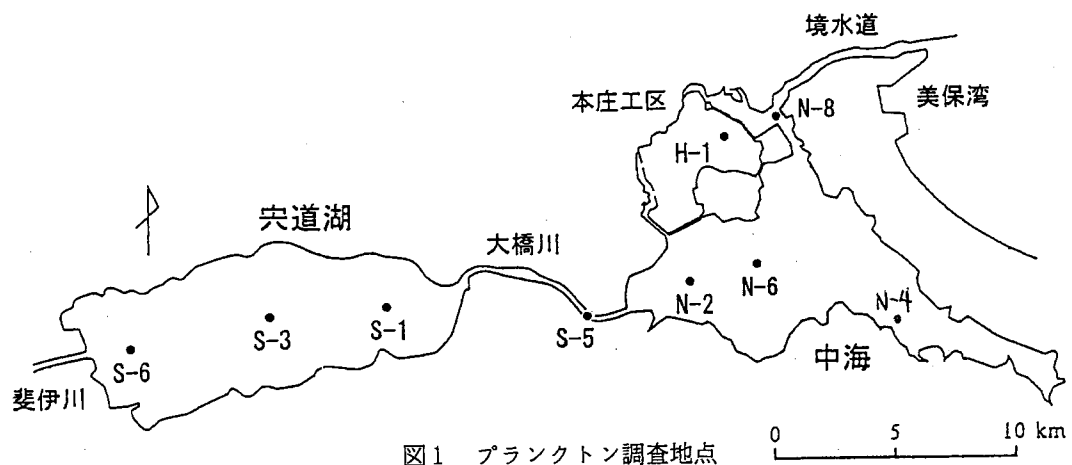 境水道
美保湾
本庄工区
N-8
H-1
宍道湖
大橋川
N-6
N-2
N-4
S-1
S-3
S-5
S-6
中海
斐伊川
図1 プランクトン調査地点
0 5 10 km